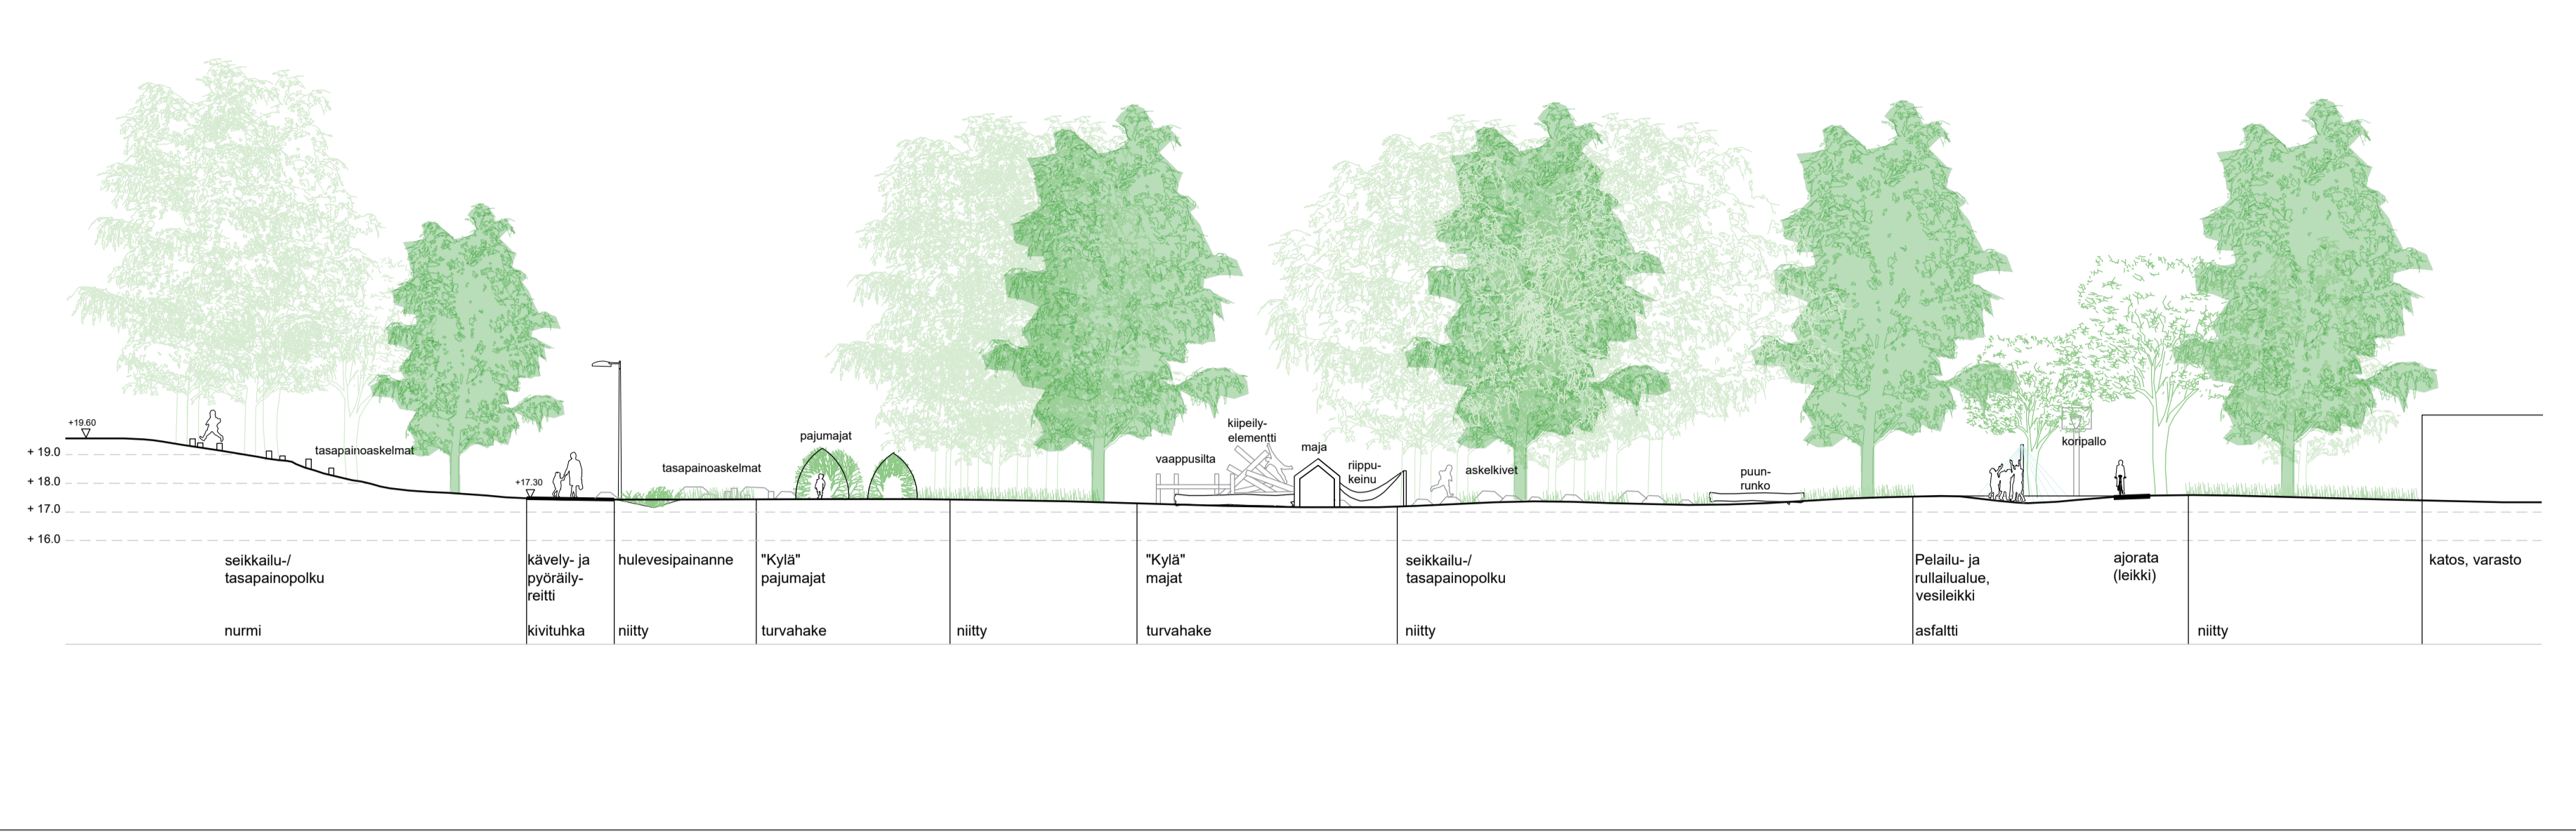 +19.60
+ 19.0
+ 18.0
+ 17.0
+ 16.0
tasapainoaskelmat
+17.30
tasapainoaskelmat
pajumajat
vaappusilta
kiipeily-
elementti
maja
riippu-
keinu
askelkivet
puun-
runko
koripallo
seikkailu-/
tasapainopolku
nurmi
kävely- ja
pyöräily-
reitti
kivituhka
hulevesipainanne
niitty
"Kylä"
pajumajat
turvahake
niitty
"Kylä"
majat
turvahake
seikkailu-/
tasapainopolku
niitty
Pelailu- ja
rullailualue,
vesileikki
asfaltti
ajorata
(leikki)
niitty
katos, varasto